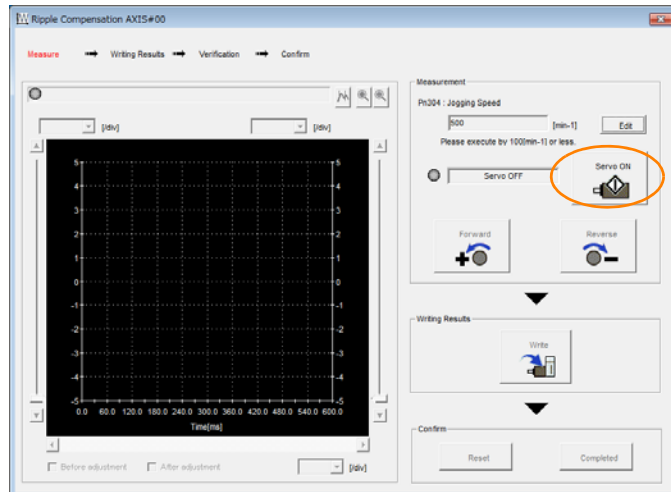 Ripple Compensation AXIS#00
Measure Writing Results Verification Confirm
[/div] [/div]
5 5
4 4
3 3
2 2
1 1
0 0
-1 -1
-2 -2
-3 -3
-4 -4
-5 -5
0.0 60.0 120.0 180.0 240.0 300.0 360.0 420.0 480.0 540.0 600.0
Time[ms]
Before adjustment After adjustment [/div]
Measurement
Pn304 : Jogging Speed
500 [min-1] Edit
Please execute by 100[min-1] or less.
Servo OFF
Servo ON
Forward Reverse
Writing Results
Write
Confirm
Reset Completed